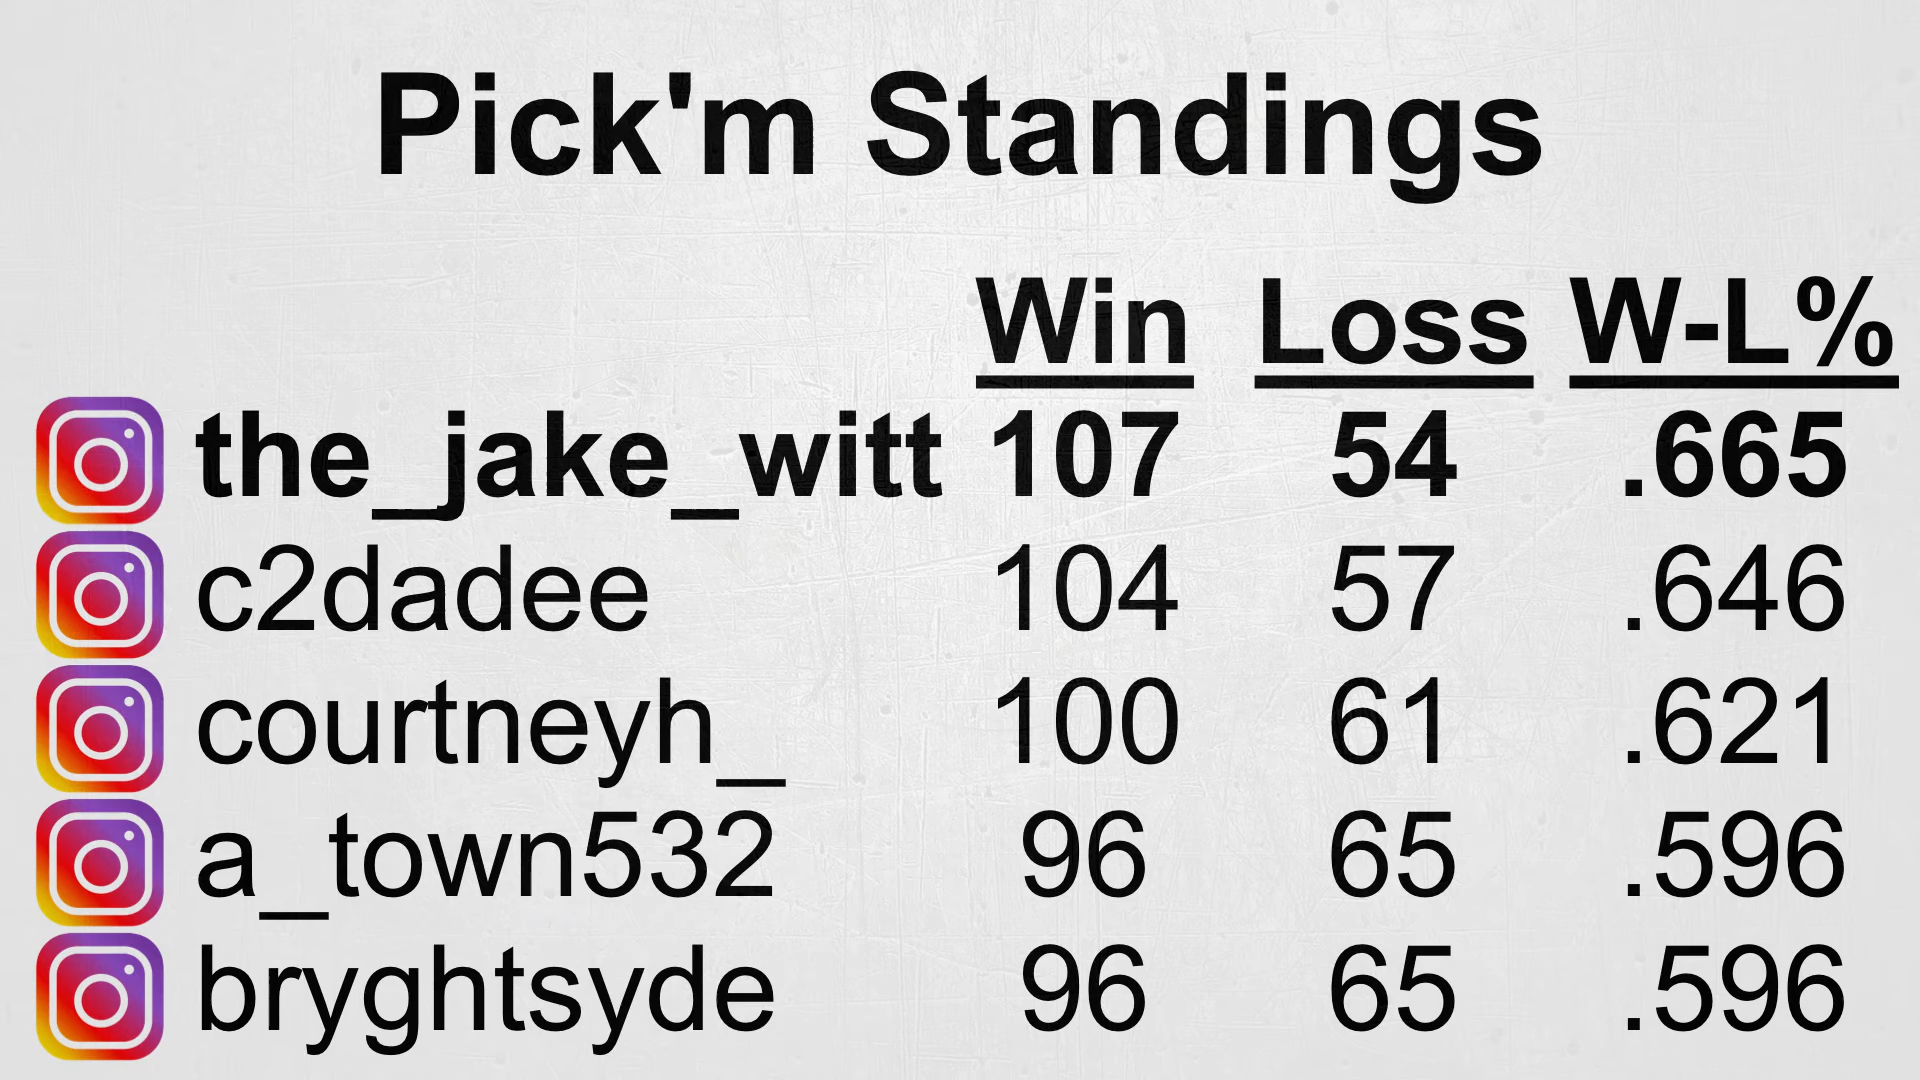 Pick'm Standings
Win Loss W-L%
the_jake_witt 107 54 .665
c2dadee 104 57 .646
courtneyh_ 100 61 .621
a_town532 96 65 .596
bryghtsyde 96 65 .596